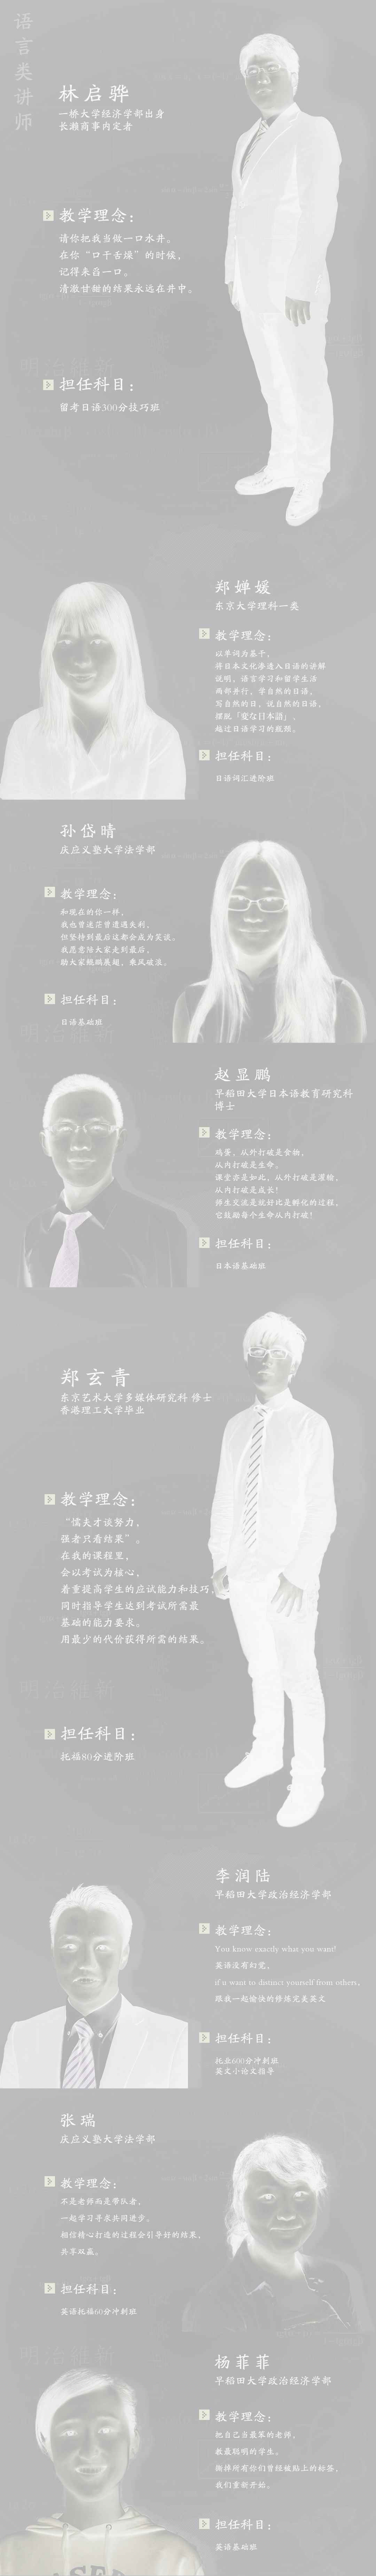 语言类讲师
林启骅
一桥大学经济学部出身
长濑商事内定者
教学理念：
请你把我当做一口水井。
在你“口干舌燥”的时候，
记得来舀一口。
清澈甘甜的结果永远在井中。
担任科目：
留考日语300分技巧班
郑婵媛
东京大学理科一类
教学理念：
以单词为基干，
将日本文化渗透入日语的讲解
说明，语言学习和留学生活
两部并行，学自然的日语，
写自然的日，说自然的日语，
摆脱「変な日本語」，
越过日语学习的瓶颈。
担任科目：
日语词汇进阶班
孙岱晴
庆应义塾大学法学部
教学理念：
和现在的你一样，
我也曾迷茫曾遭遇失利，
但坚持到最后这都会成为笑谈。
我愿意陪大家走到最后，
助大家鲲鹏展翅，乘风破浪。
担任科目：
日语基础班
赵显鹏
早稻田大学日本语教育研究科
博士
教学理念：
鸡蛋，从外打破是食物，
从内打破是生命。
课堂亦是如此，从外打破是灌输，
从内打破是成长！
师生交流是炫好比是孵化的过程，
它鼓励每个生命从内打破！
担任科目：
日本语基础班
郑玄青
东京艺术大学多媒体研究科 修士
香港理工大学毕业
教学理念：
“懦夫才谈努力，
强者只看结果”。
在我的课程里，
会以考试为核心，
着重提高学生的应试能力和技巧，
同时指导学生达到考试所需最
基础的能力要求。
用最少的代价获得所需的结果。
担任科目：
托福80分进阶班
李润陆
早稻田大学政治经济学部
教学理念：
You know exactly what you want!
英语没有幻觉，
if u want to distinct yourself from others，
跟我一起愉快的修炼完美英文
担任科目：
托业600分冲刺班
英文小论文指导
张瑞
庆应义塾大学法学部
教学理念：
不是老师而是带队者，
一起学习寻求共同进步。
相信精心打造的过程会引导好的结果，
共享双赢。
担任科目：
英语托福60分冲刺班
杨菲菲
早稻田大学政治经济学部
教学理念：
把自己当最笨的老师，
教最聪明的学生。
撕掉所有你们曾经被贴上的标签，
我们重新开始。
担任科目：
英语基础班
明治维新